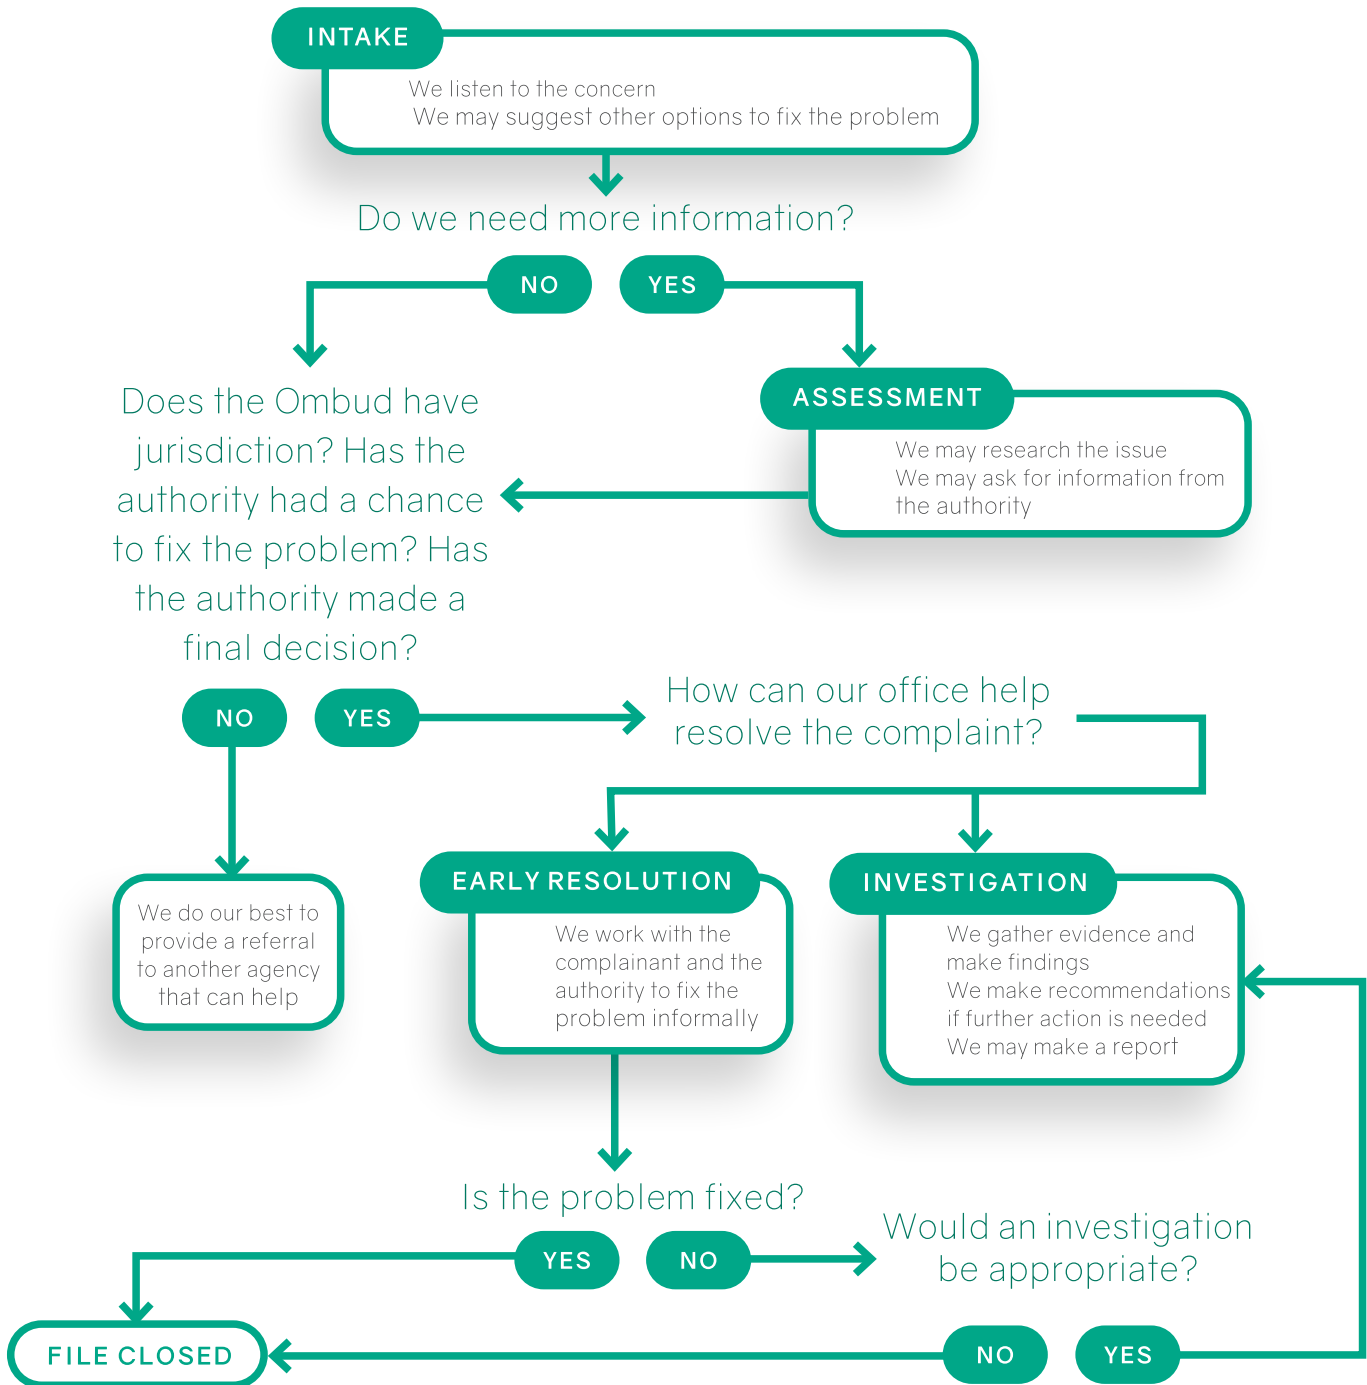 INTAKE
We listen to the concern
We may suggest other options to fix the problem
Do we need more information?
NO
YES
ASSESSMENT
We may research the issue
We may ask for information from
the authority
Does the Ombud have
jurisdiction? Has the
authority had a chance
to fix the problem? Has
the authority made a
final decision?
NO
YES
How can our office help
resolve the complaint?
We do our best to
provide a referral
to another agency
that can help
EARLY RESOLUTION
We work with the
complainant and the
authority to fix the
problem informally
INVESTIGATION
We gather evidence and
make findings
We make recommendations
if further action is needed
We may make a report
Is the problem fixed?
YES
NO
Would an investigation
be appropriate?
NO
YES
FILE CLOSED